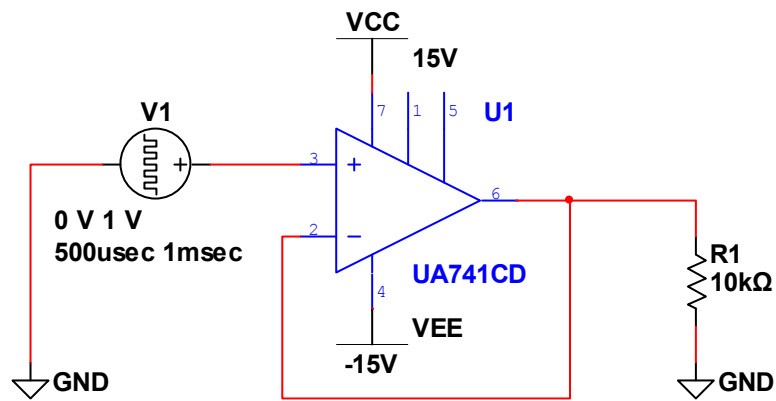 VCC
15V
V1
7
1
5
U1
3
+
+
6
0 V 1 V
500usec 1msec
2
−
R1
10kΩ
UA741CD
4
VEE
-15V
GND
GND